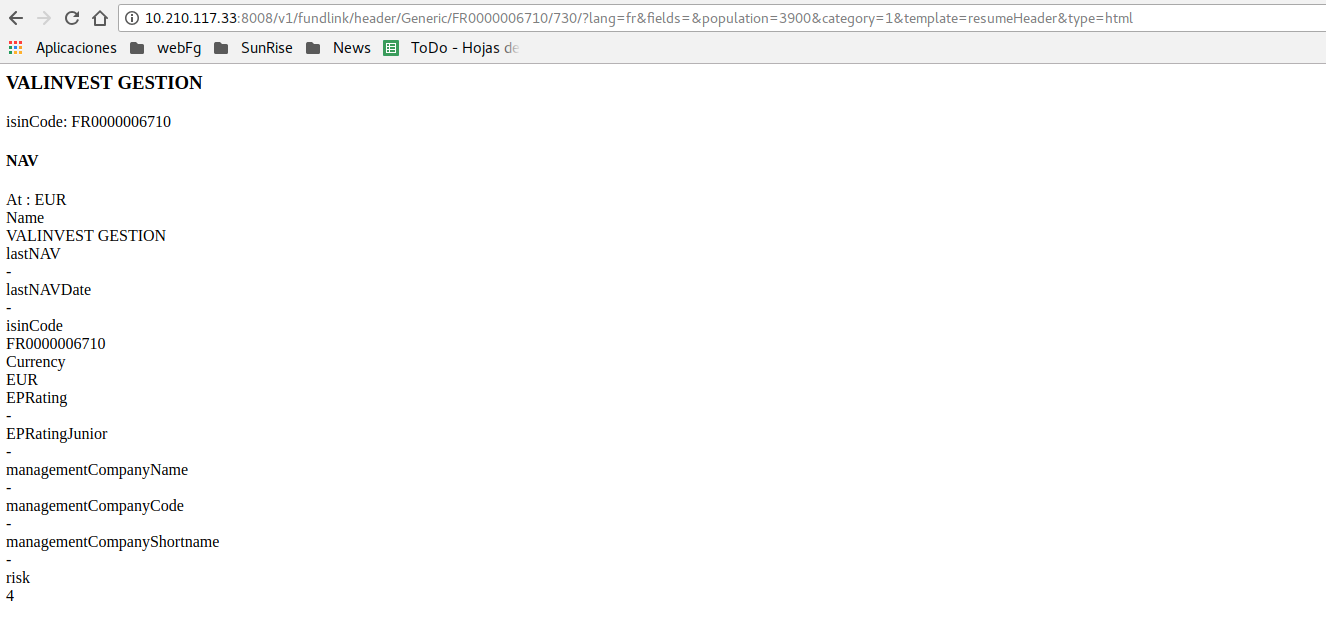 10.210.117.33:8008/v1/fundlink/header/Generic/FR0000006710/730/?lang=fr&fields=&population=3900&category=1&template=resumeHeader&type=html
Aplicaciones webFg SunRise News ToDo - Hojas de
VALINVEST GESTION
isinCode: FR0000006710
NAV
At : EUR
Name
VALINVEST GESTION
lastNAV
-
lastNAVDate
-
isinCode
FR0000006710
Currency
EUR
EPRating
-
EPRatingJunior
-
managementCompanyName
-
managementCompanyCode
-
managementCompanyShortname
-
risk
4